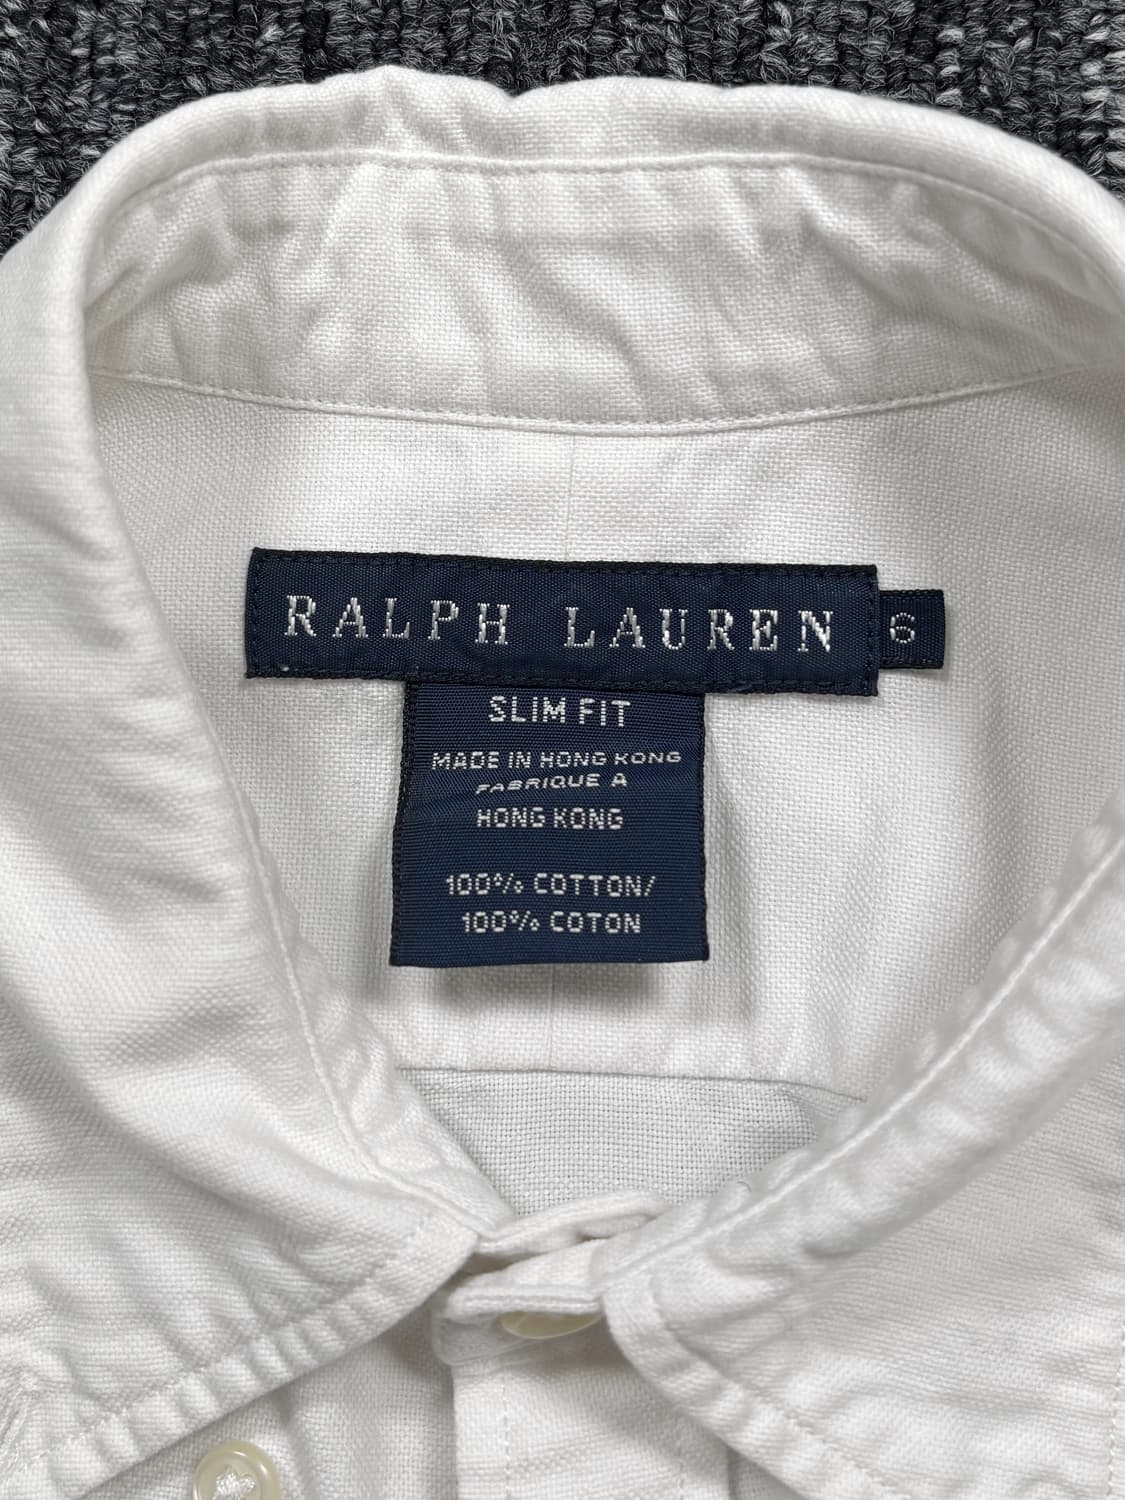 RALPH LAUREN
6
SLIM FIT
MADE IN HONG KONG
FABRIQUE A
HONG KONG
100% COTTON/
100% COTON